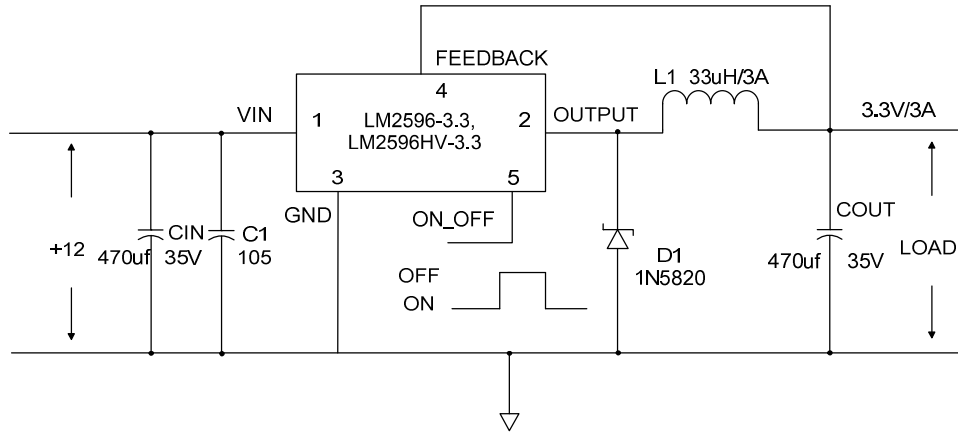 FEEDBACK
L1 33uH/3A
4
VIN
1
LM2596-3.3,
LM2596HV-3.3
2
OUTPUT
3.3V/3A
3
5
GND
ON_OFF
+12
CIN
470uf 35V
C1
105
OFF
ON
D1
1N5820
COUT
470uf 35V
LOAD